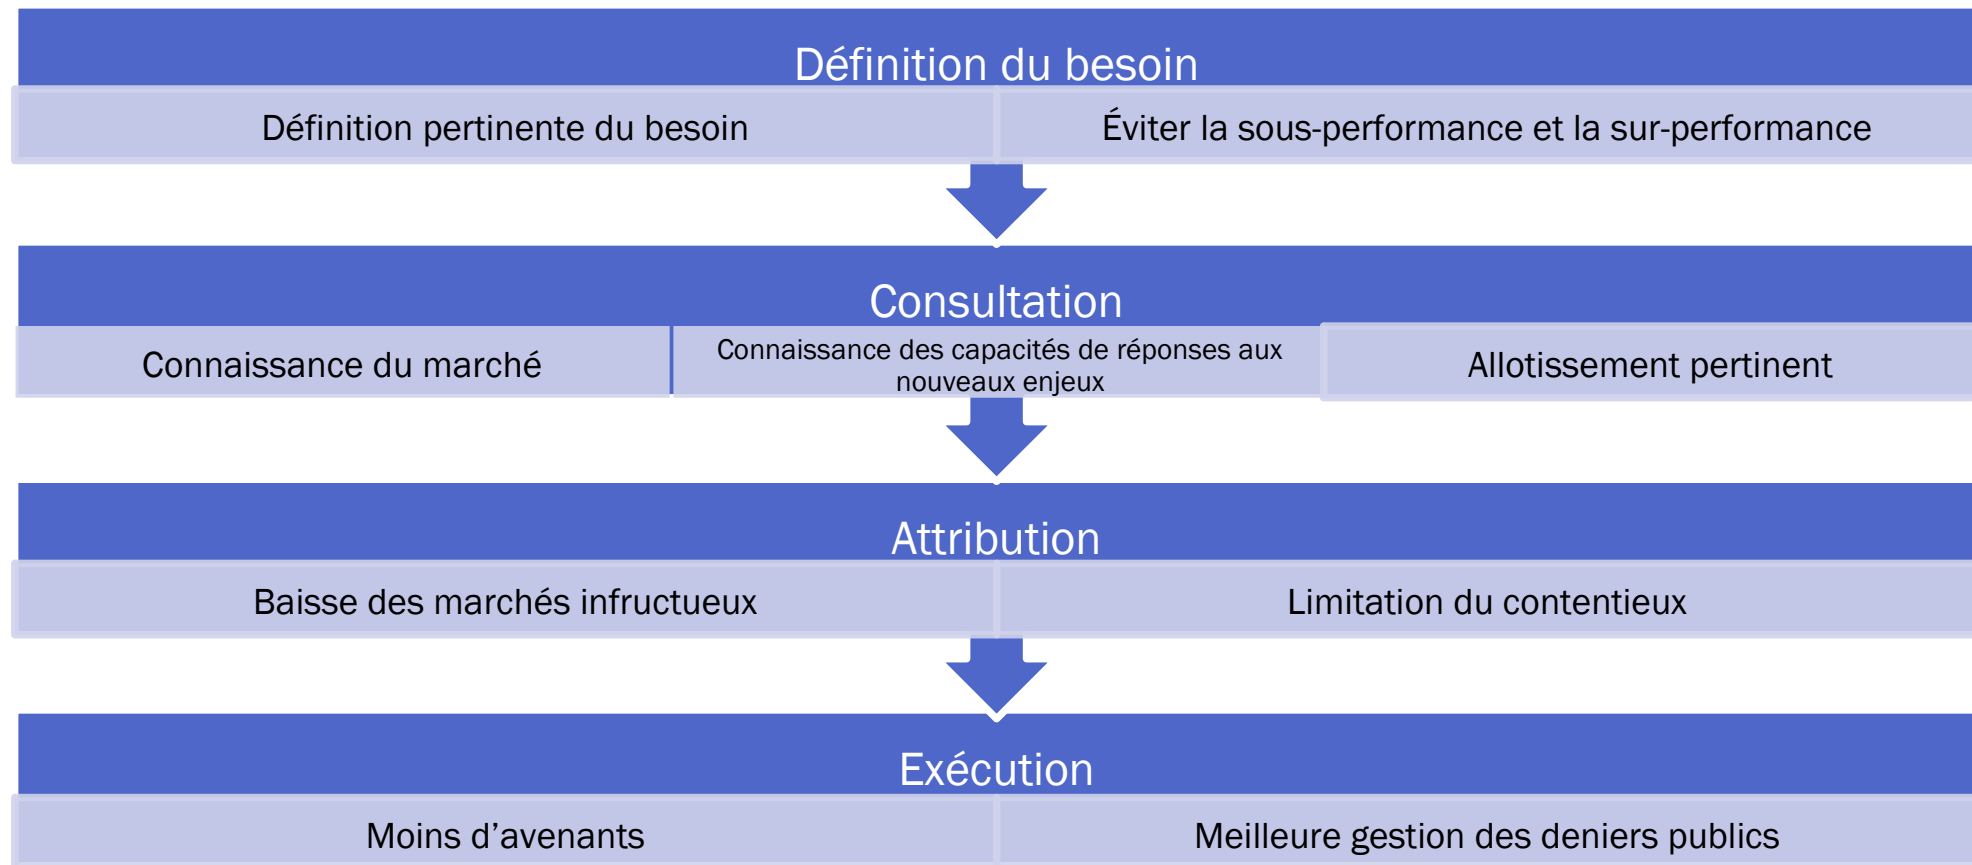 Définition du besoin
Définition pertinente du besoin
Éviter la sous-performance et la sur-performance
Consultation
Connaissance du marché
Connaissance des capacités de réponses aux
nouveaux enjeux
Allotissement pertinent
Attribution
Baisse des marchés infructueux
Limitation du contentieux
Exécution
Moins d’avenants
Meilleure gestion des deniers publics